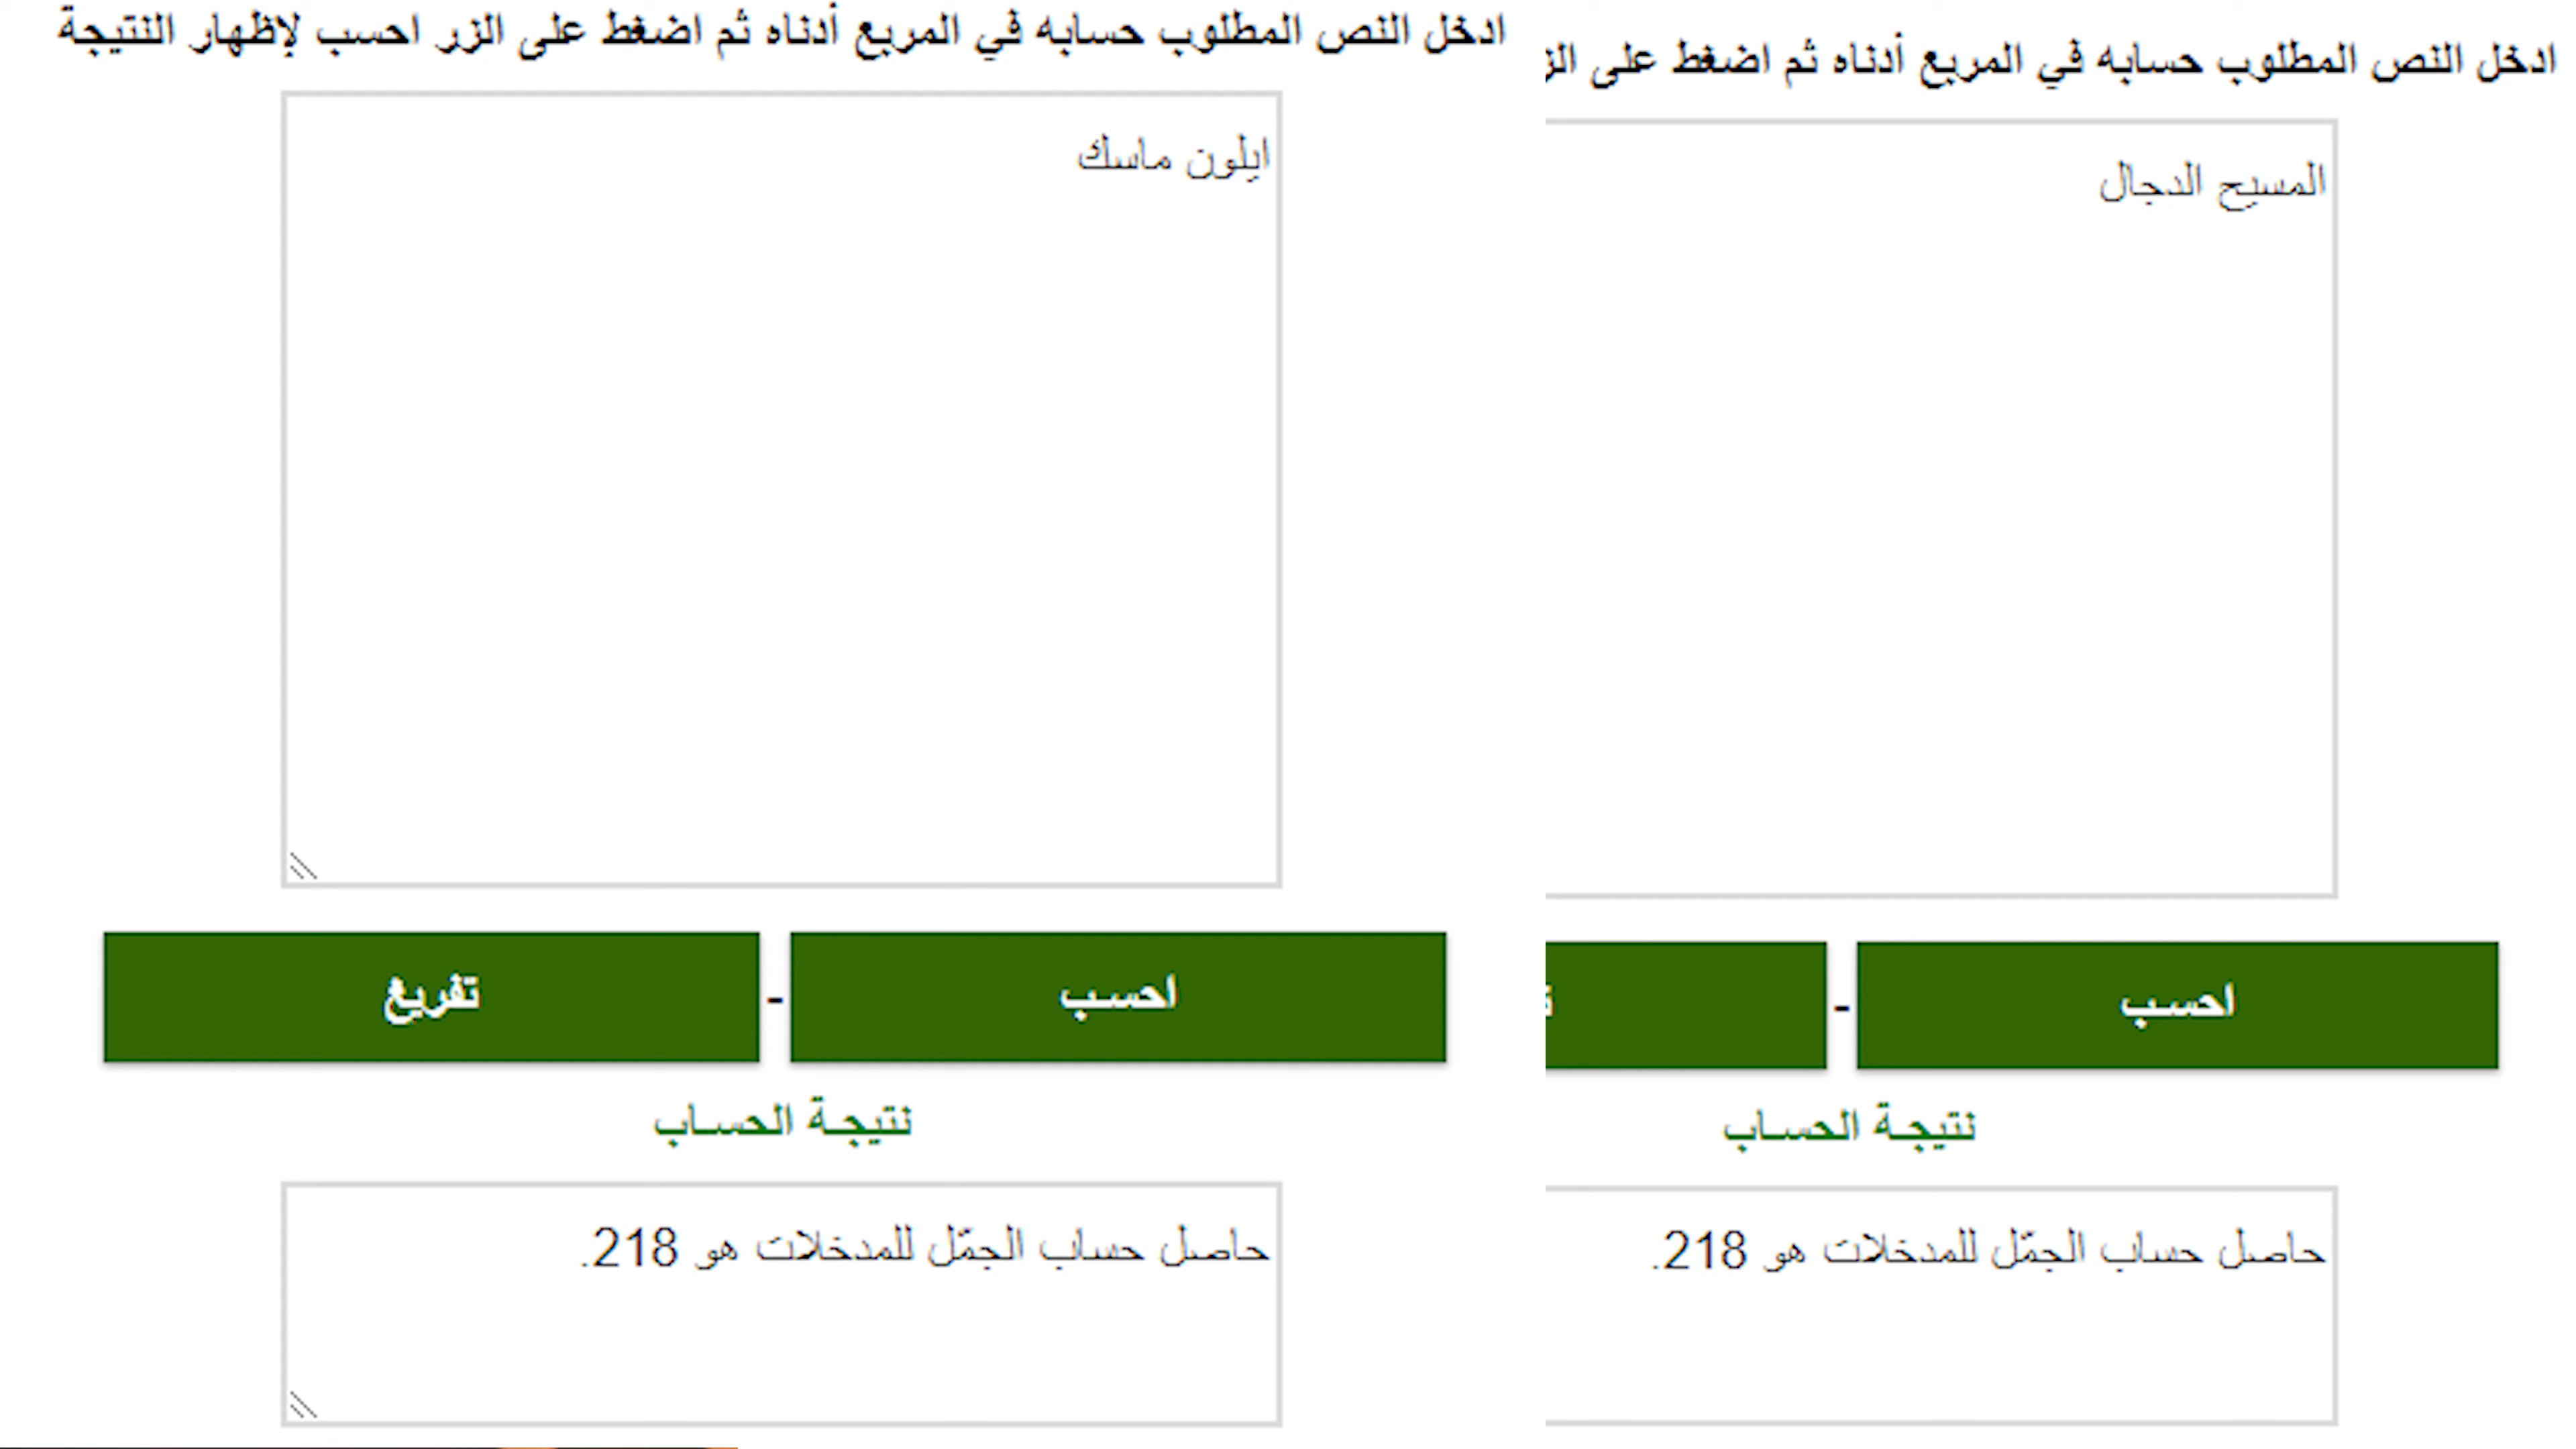 ادخل النص المطلوب حسابه في المربع أدناه ثم اضغط على الزر احسب لإظهار النتيجة
ايلون ماسك
احسب - تفريغ
نتيجة الحساب
حاصل حساب الجمّل للمدخلات هو 218.
ادخل النص المطلوب حسابه في المربع أدناه ثم اضغط على
المسيح الدجال
احسب -
نتيجة الحساب
حاصل حساب الجمّل للمدخلات هو 218.